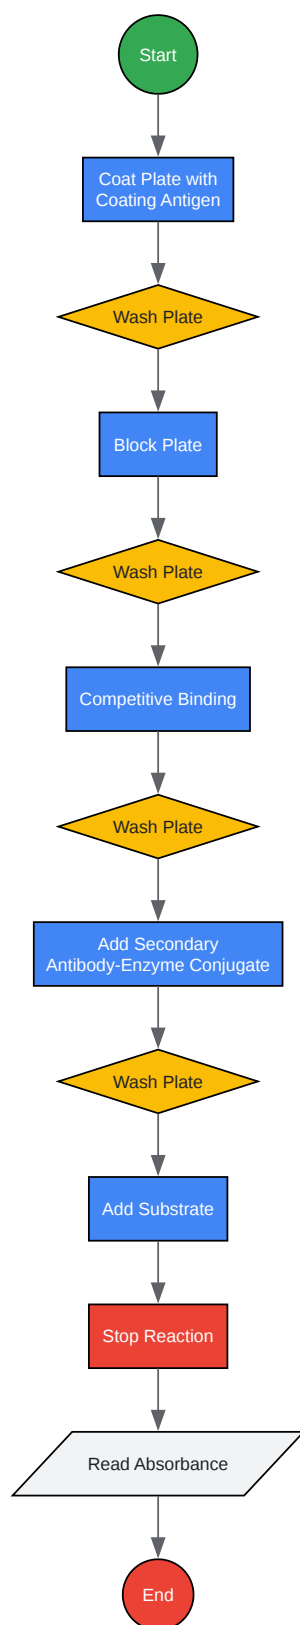 Start
Coat Plate with
Coating Antigen
Wash Plate
Block Plate
Wash Plate
Competitive Binding
Wash Plate
Add Secondary
Antibody-Enzyme Conjugate
Wash Plate
Add Substrate
Stop Reaction
Read Absorbance
End